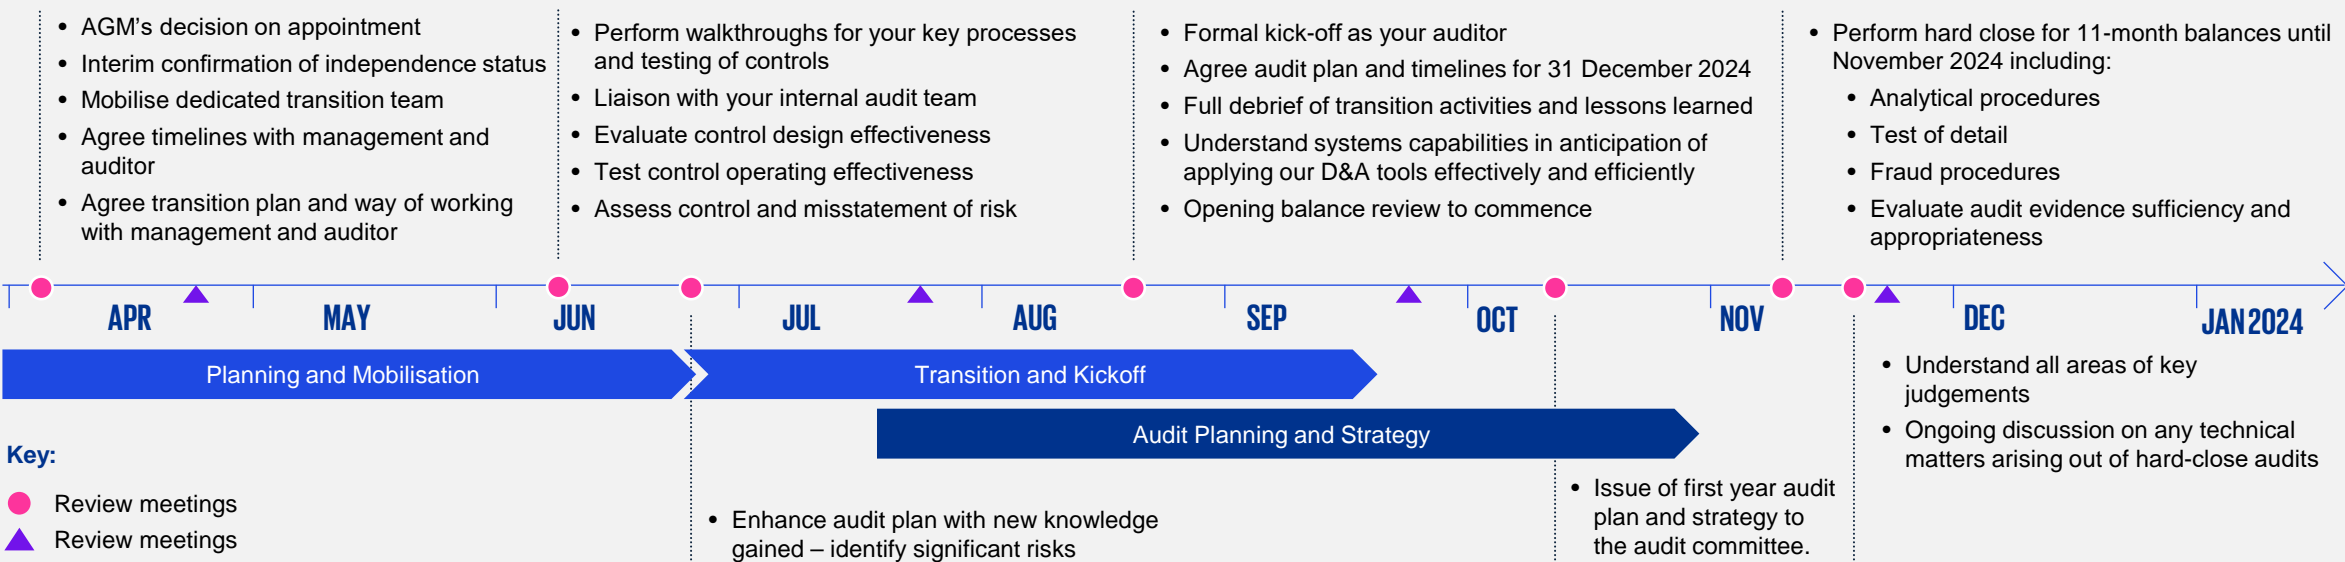 • AGM's decision on appointment
• Interim confirmation of independence status
• Mobilise dedicated transition team
• Agree timelines with management and
auditor
• Agree transition plan and way of working
with management and auditor
• Perform walkthroughs for your key processes
and testing of controls
• Liaison with your internal audit team
• Evaluate control design effectiveness
• Test control operating effectiveness
• Assess control and misstatement of risk
• Formal kick-off as your auditor
• Agree audit plan and timelines for 31 December 2024
• Full debrief of transition activities and lessons learned
• Understand systems capabilities in anticipation of
applying our D&A tools effectively and efficiently
• Opening balance review to commence
• Perform hard close for 11-month balances until
November 2024 including:
• Analytical procedures
• Test of detail
• Fraud procedures
• Evaluate audit evidence sufficiency and
appropriateness
APR
MAY
JUN
JUL
AUG
SEP
OCT
NOV
DEC
JAN 2024
Planning and Mobilisation
Transition and Kickoff
Audit Planning and Strategy
Key:
Review meetings
Review meetings
• Enhance audit plan with new knowledge
gained – identify significant risks
• Issue of first year audit
plan and strategy to
the audit committee.
• Understand all areas of key
judgements
• Ongoing discussion on any technical
matters arising out of hard-close audits